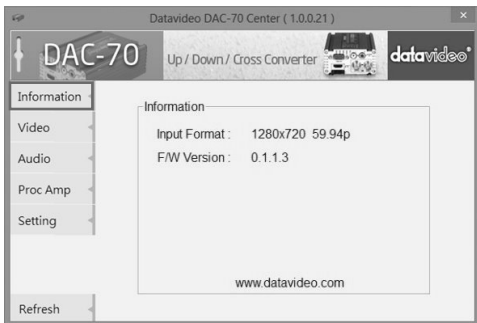 Datavideo DAC-70 Center ( 1.0.0.21 )
DAC-70 Up / Down / Cross Converter datavideo
Information
Video
Audio
Proc Amp
Setting
Refresh
Information
Input Format : 1280x720 59.94p
F/W Version : 0.1.1.3
www.datavideo.com